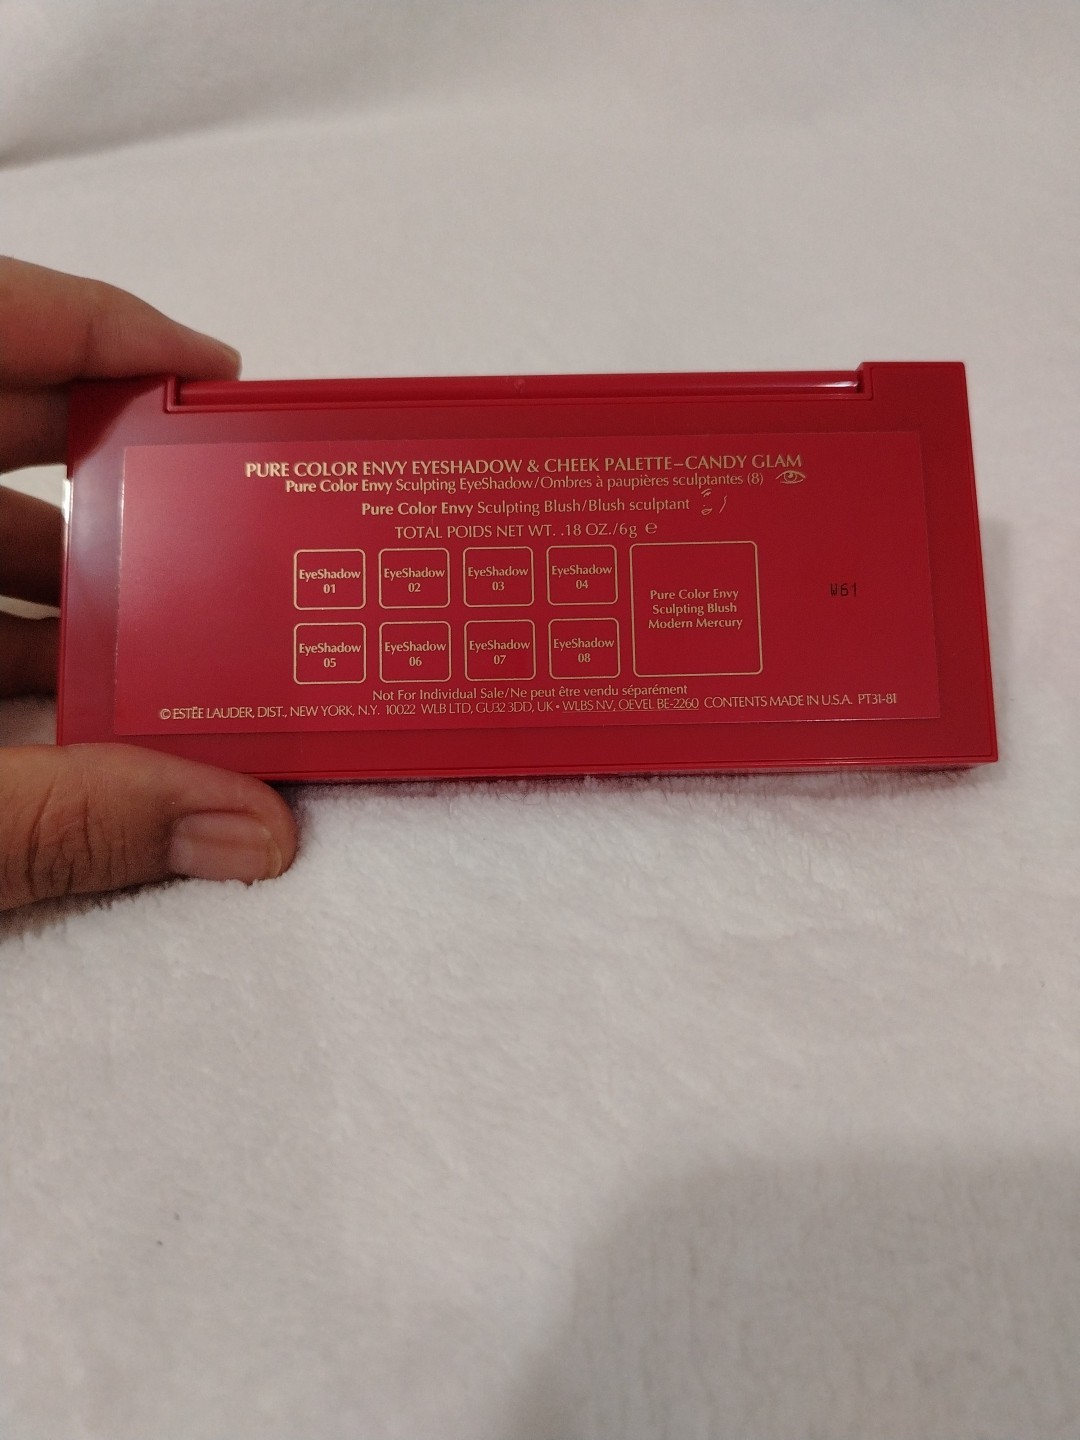 PURE COLOR ENVY EYESHADOW & CHEEK PALETTE–CANDY GLAM
Pure Color Envy Sculpting EyeShadow/Ombres à paupières sculptantes (8)
Pure Color Envy Sculpting Blush/Blush sculptant
TOTAL POIDS NET WT. .18 OZ./6g ℮
EyeShadow
01
EyeShadow
02
EyeShadow
03
EyeShadow
04
Pure Color Envy
Sculpting Blush
Modern Mercury
W61
EyeShadow
05
EyeShadow
06
EyeShadow
07
EyeShadow
08
Not For Individual Sale/Ne peut être vendu séparément
© ESTÉE LAUDER, DIST., NEW YORK, N.Y. 10022 WLB LTD, GU32 3DD, UK • WLBS NV, OEVEL BE-2260 CONTENTS MADE IN U.S.A. PT31-81